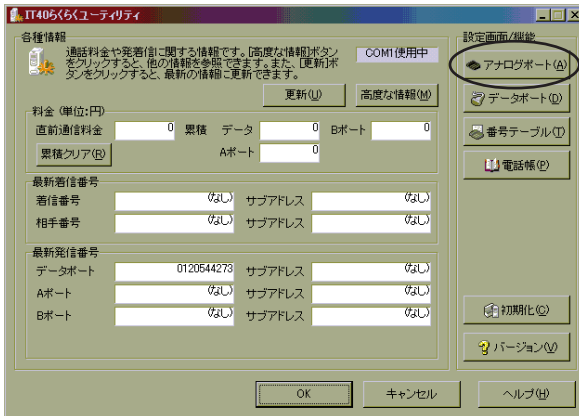 IT40らくらくユーティリティ
各種情報
通話料金や発着信に関する情報です。[高度な情報]ボタン
をクリックすると、他の情報を参照できます。また、[更新]ボ
タンをクリックすると、最新の情報に更新できます。
COM1使用中
更新(U)
高度な情報(M)
料金 (単位:円)
直前通信料金 0 累積 データ 0 Bポート 0
累積クリア(R) Aポート 0
最新着信番号
着信番号 (なし) サブアドレス (なし)
相手番号 (なし) サブアドレス (なし)
最新発信番号
データポート 0120544273 サブアドレス (なし)
Aポート (なし) サブアドレス (なし)
Bポート (なし) サブアドレス (なし)
設定画面/機能
アナログポート(A)
データポート(D)
番号テーブル(T)
電話帳(P)
初期化(C)
バージョン(V)
OK
キャンセル
ヘルプ(H)